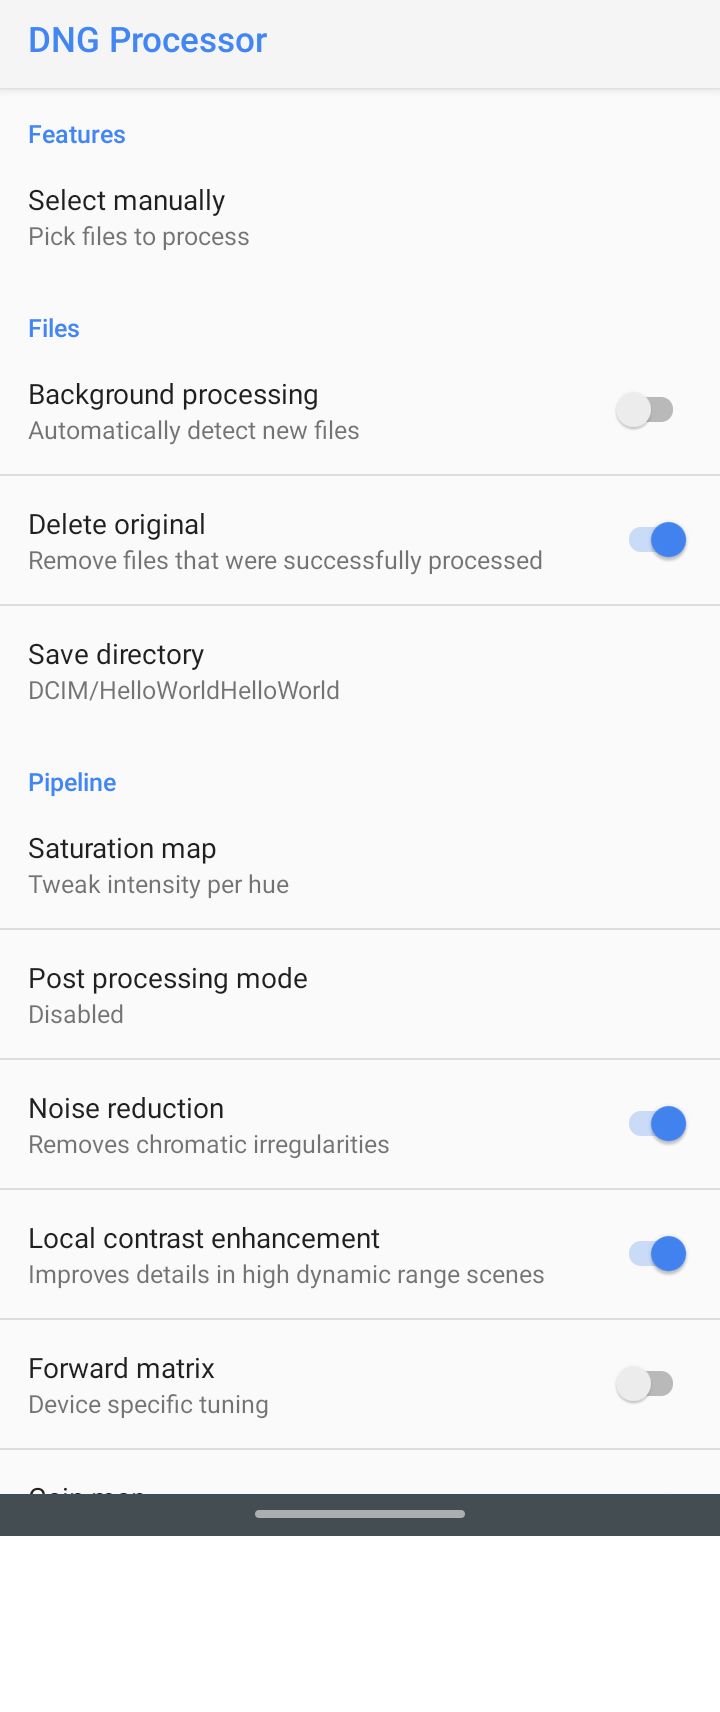 DNG Processor
Features
Select manually
Pick files to process
Files
Background processing
Automatically detect new files
Delete original
Remove files that were successfully processed
Save directory
DCIM/HelloWorldHelloWorld
Pipeline
Saturation map
Tweak intensity per hue
Post processing mode
Disabled
Noise reduction
Removes chromatic irregularities
Local contrast enhancement
Improves details in high dynamic range scenes
Forward matrix
Device specific tuning